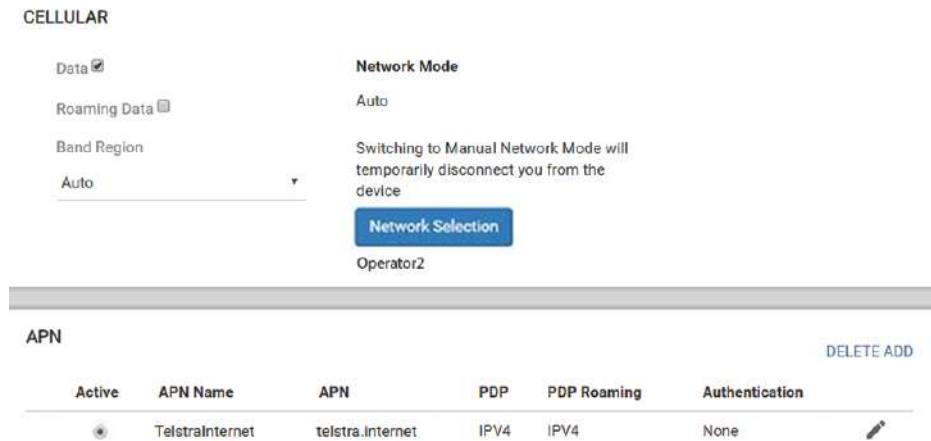 CELLULAR
Data
Network Mode
Roaming Data
Auto
Band Region
Switching to Manual Network Mode will
temporarily disconnect you from the
device
Auto
Network Selection
Operator2
APN
DELETE ADD
Active APN Name APN PDP PDP Roaming Authentication
TelstraInternet telstra.internet IPV4 IPV4 None